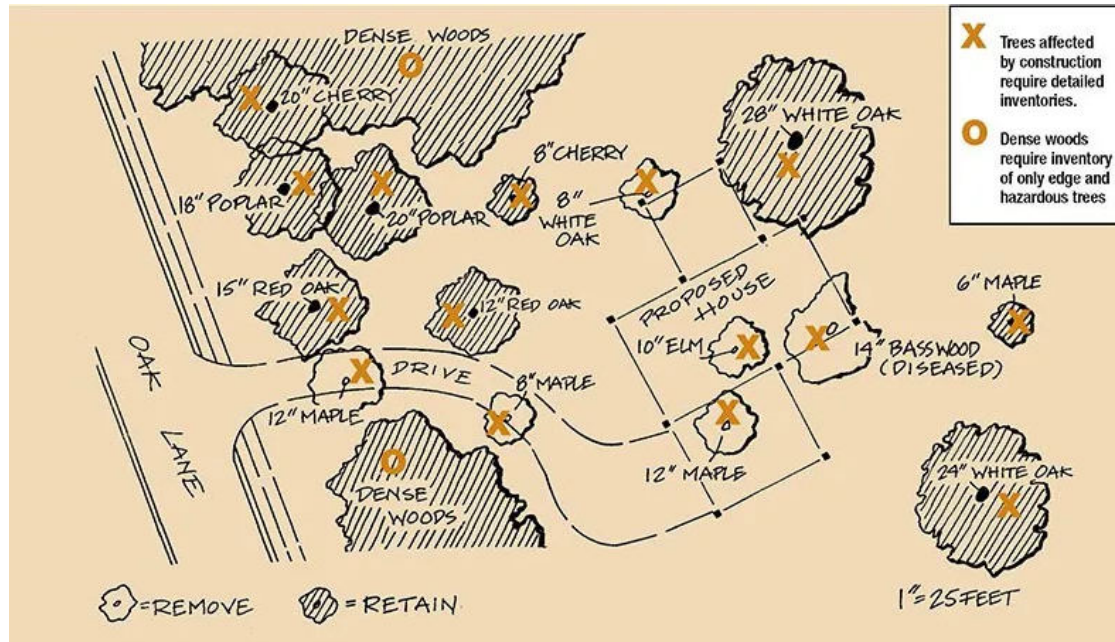 DENSE WOODS
O
X
20" CHERRY
28" WHITE OAK
X
8" CHERRY
X
X
X
X
X
18" POPLAR
20" POPLAR
8"
WHITE
OAK
PROPOSED
HOUSE
15" RED OAK
X
12" RED OAK
X
6" MAPLE
X
10" ELM
X
X
14" BASSWOOD
(DISEASED)
OAK
LANE
DRIVE
X
12" MAPLE
8" MAPLE
X
X
12" MAPLE
O
DENSE
WOODS
24" WHITE OAK
X
=REMOVE
=RETAIN
1"=25FEET
X
Trees affected
by construction
require detailed
inventories.
O
Dense woods
require inventory
of only edge and
hazardous trees